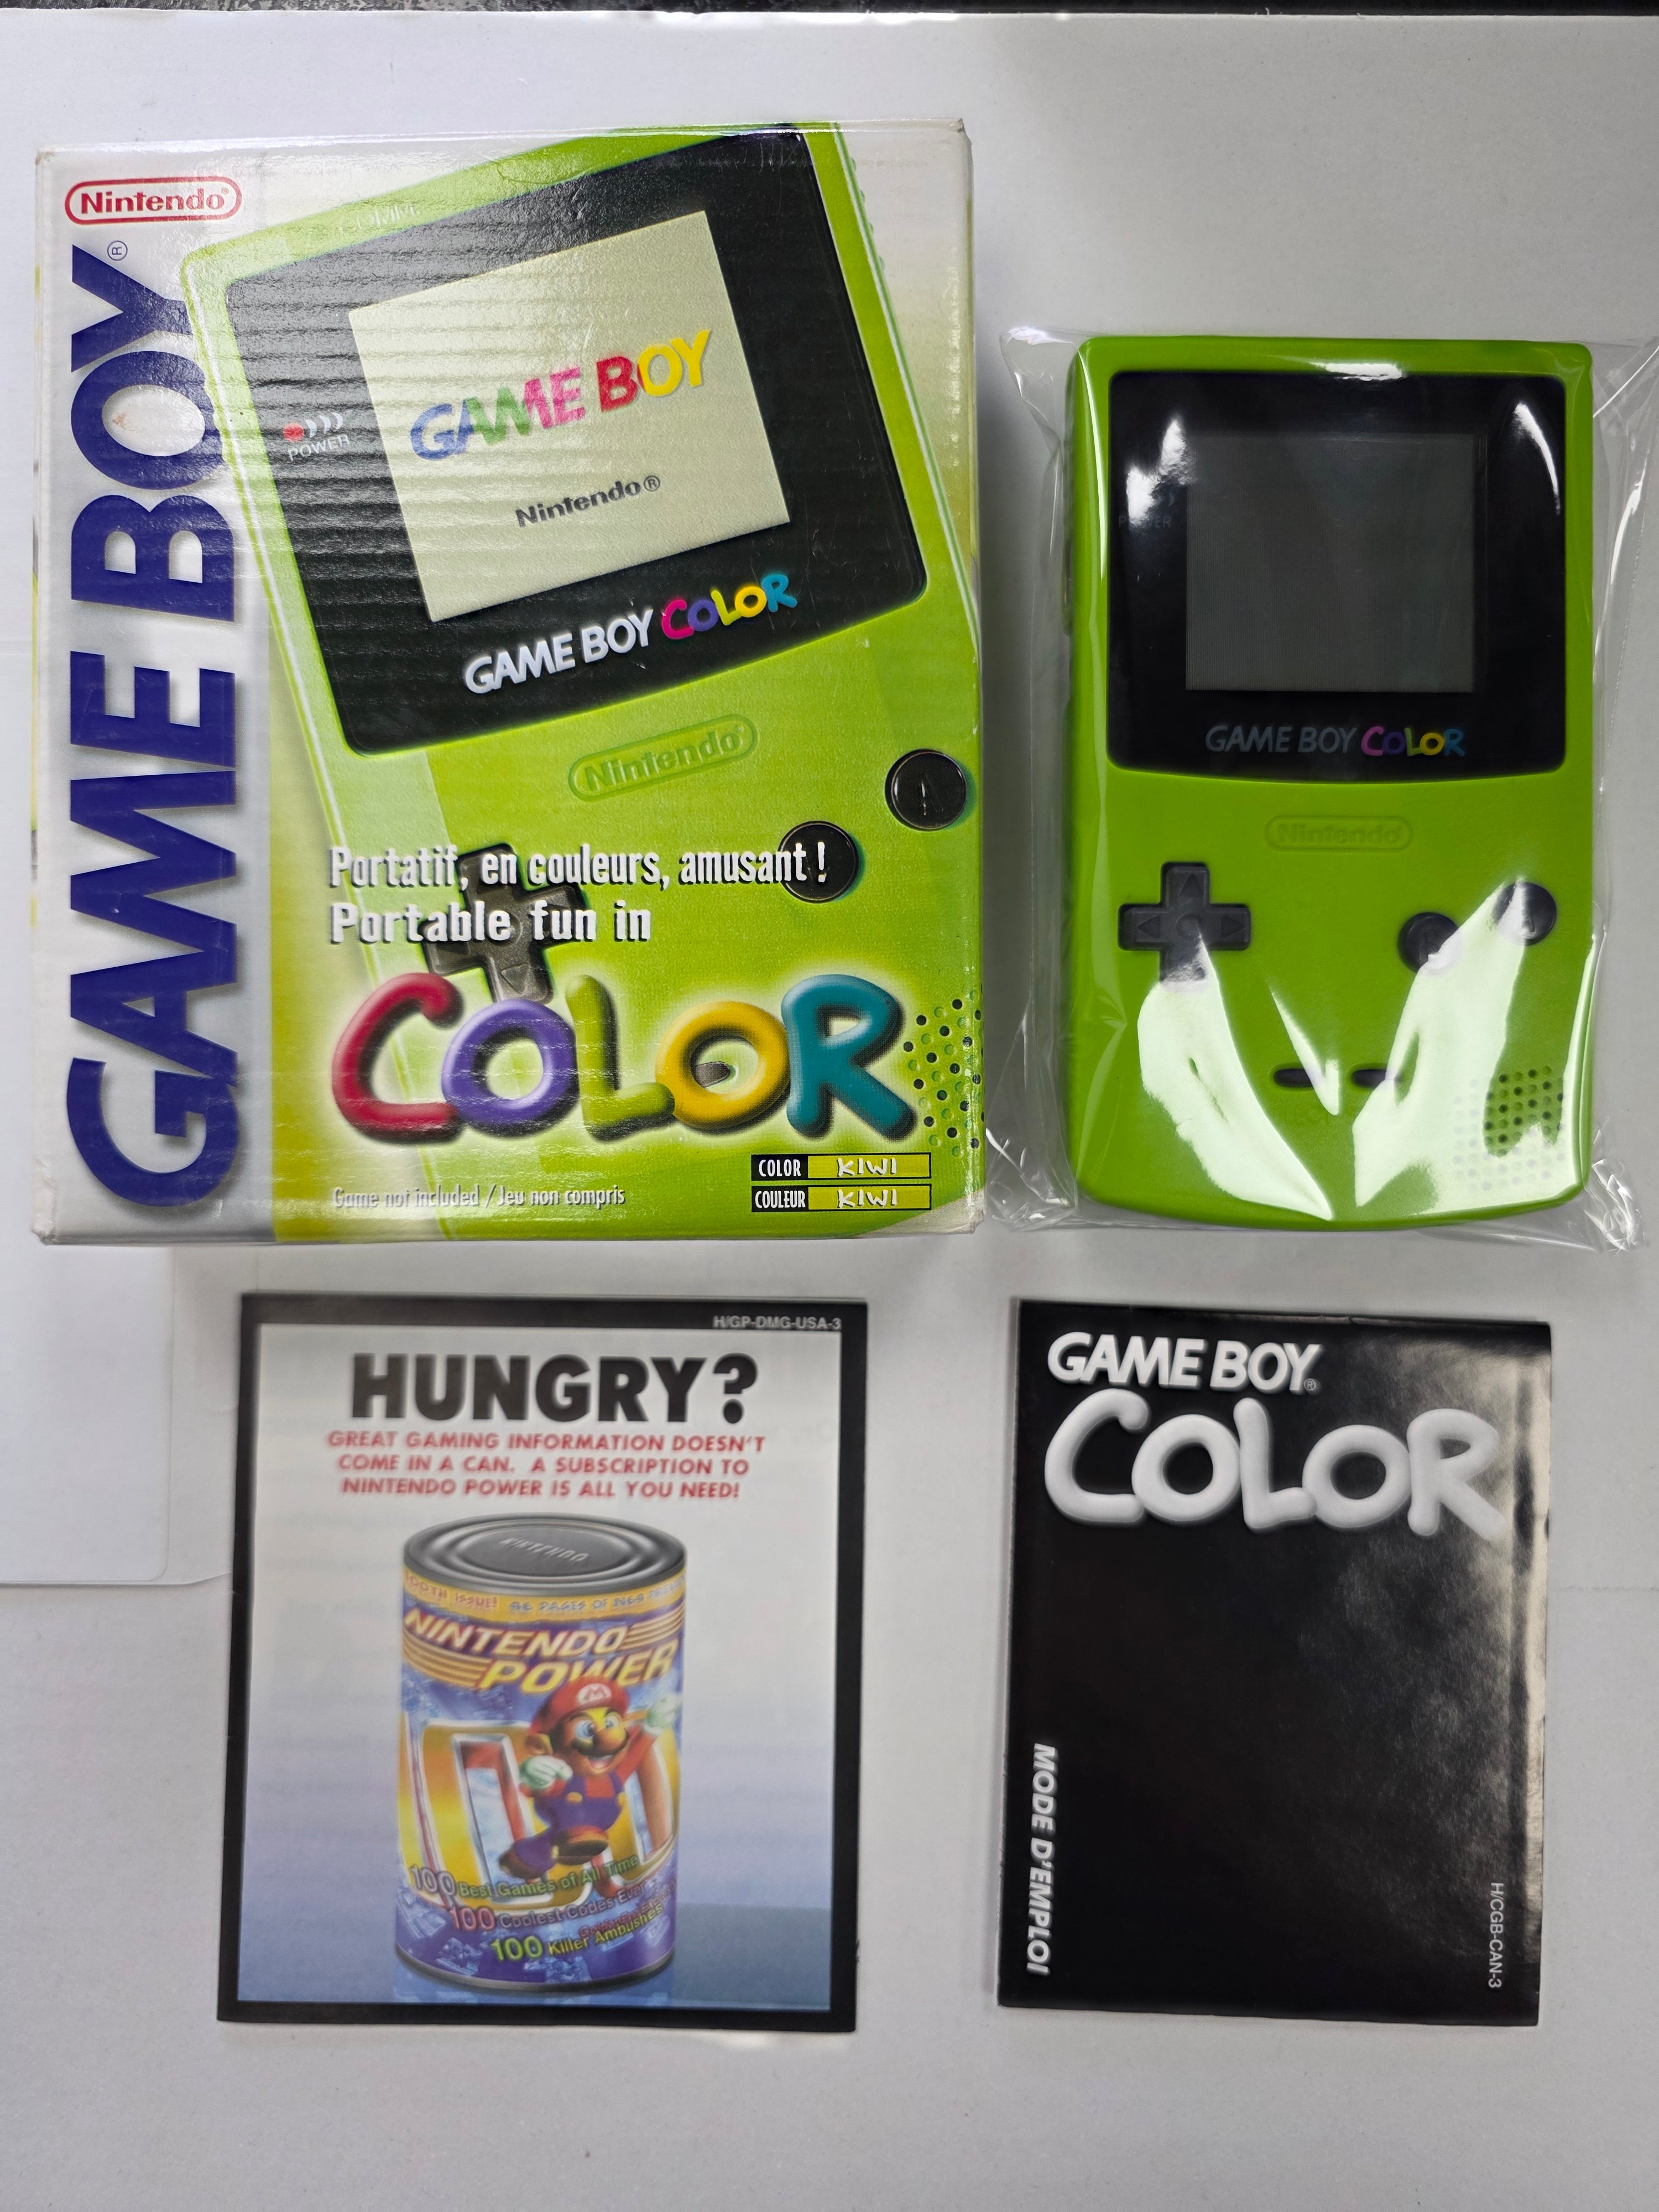 Nintendo®
GAME BOY®
POWER
GAME BOY
Nintendo®
GAME BOY COLOR
Nintendo®
Portatif, en couleurs, amusant !
Portable fun in
COLOR
COLOR KIWI
COULEUR KIWI
Game not included / Jeu non compris
POWER
GAME BOY COLOR
Nintendo
H/GP-DMG-USA-3
HUNGRY?
GREAT GAMING INFORMATION DOESN'T
COME IN A CAN. A SUBSCRIPTION TO
NINTENDO POWER IS ALL YOU NEED!
NINTENDO
NINTENDO
POWER
100 Best Games of All Time
100 Coolest Codes Ever
100 Killer Ambushes
GAME BOY®
COLOR
MODE D'EMPLOI
H/CGB-CAN-3